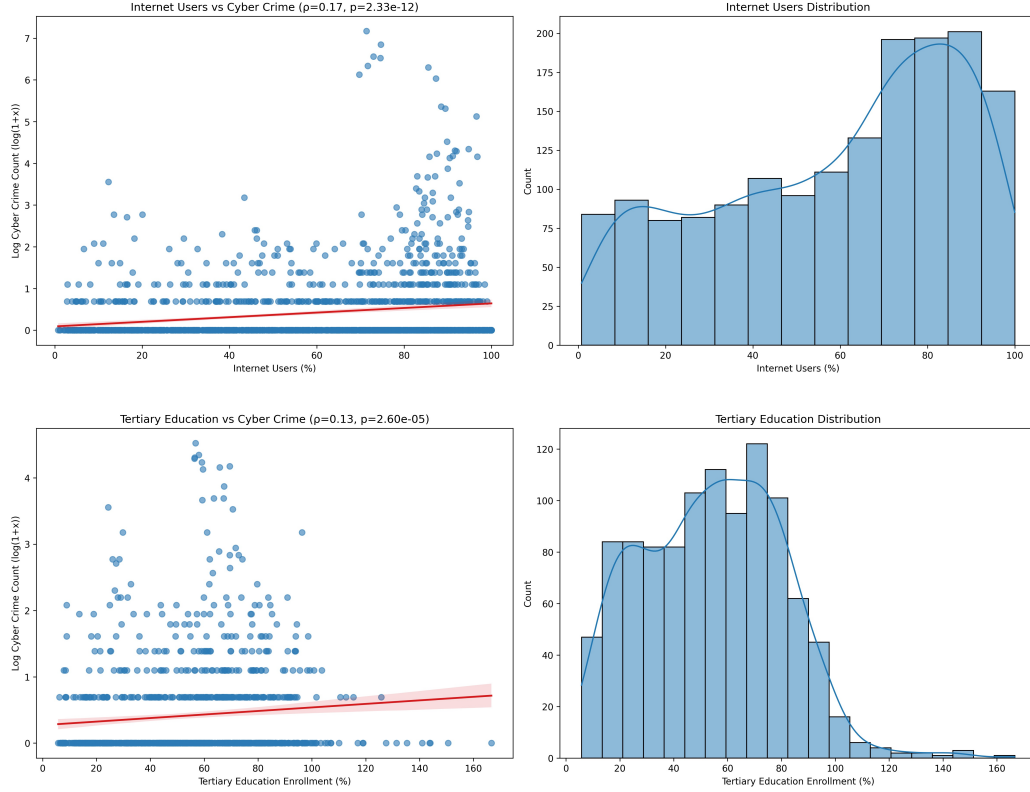 Internet Users vs Cyber Crime (ρ=0.17, p=2.33e-12)
7
6
5
4
3
2
1
0
Log Cyber Crime Count (log(1+x))
0 20 40 60 80 100
Internet Users (%)
Internet Users Distribution
200
175
150
125
100
75
50
25
0
Count
0 20 40 60 80 100
Internet Users (%)
Tertiary Education vs Cyber Crime (ρ=0.13, p=2.60e-05)
4
3
2
1
0
Log Cyber Crime Count (log(1+x))
0 20 40 60 80 100 120 140 160
Tertiary Education Enrollment (%)
Tertiary Education Distribution
120
100
80
60
40
20
0
Count
0 20 40 60 80 100 120 140 160
Tertiary Education Enrollment (%)